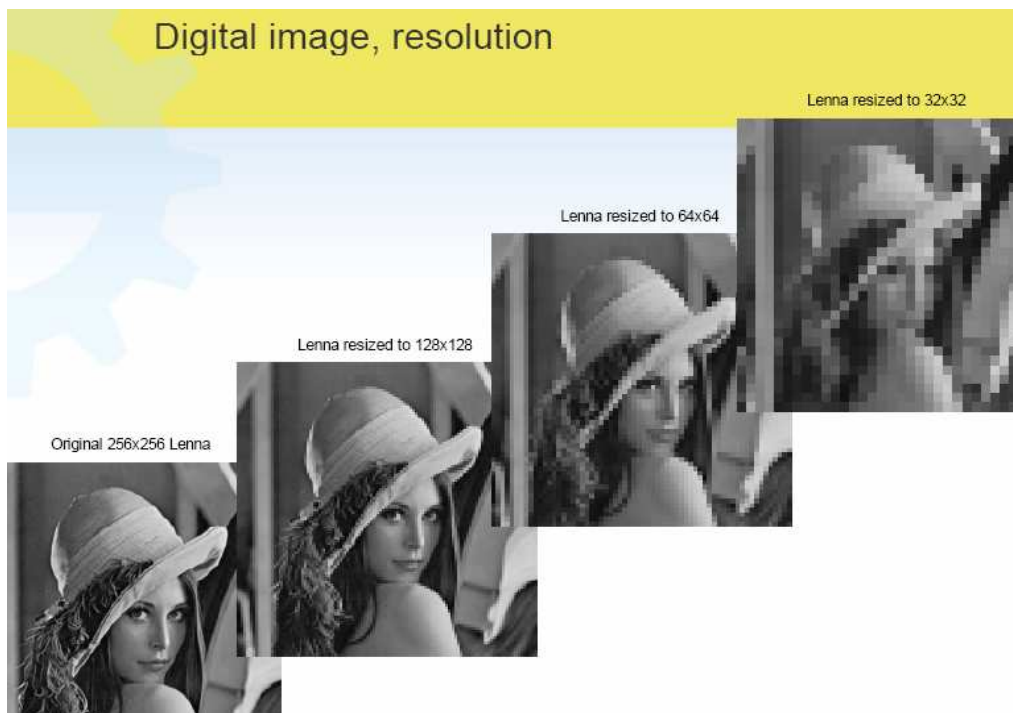 Digital image, resolution
Lenna resized to 32x32
Lenna resized to 64x64
Lenna resized to 128x128
Original 256x256 Lenna